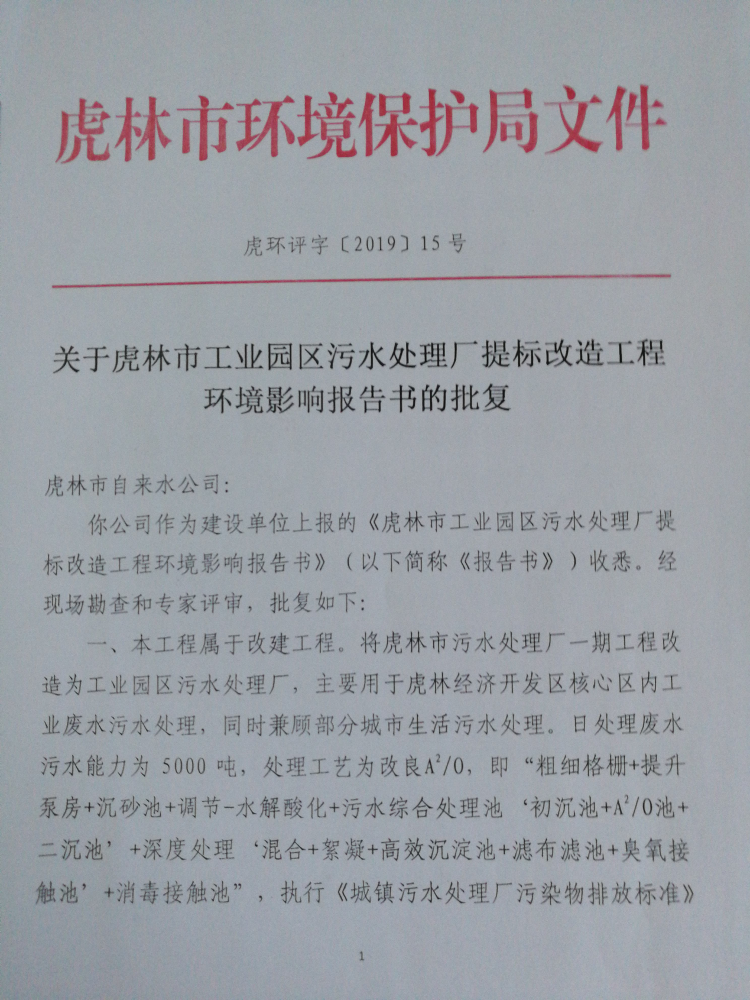 虎林市环境保护局文件
虎环评字〔2019〕15 号
关于虎林市工业园区污水处理厂提标改造工程
环境影响报告书的批复
虎林市自来水公司：
你公司作为建设单位上报的《虎林市工业园区污水处理厂提
标改造工程环境影响报告书》（以下简称《报告书》）收悉。经
现场勘查和专家评审，批复如下：
一、本工程属于改建工程。将虎林市污水处理厂一期工程改
造为工业园区污水处理厂，主要用于虎林经济开发区核心区内工
业废水污水处理，同时兼顾部分城市生活污水处理。日处理废水
污水能力为 5000 吨，处理工艺为改良A²/O，即“粗细格栅+提升
泵房+沉砂池+调节-水解酸化+污水综合处理池‘初沉池+A²/O池+
二沉池’+深度处理‘混合+絮凝+高效沉淀池+滤布滤池+臭氧接
触池’+消毒接触池”，执行《城镇污水处理厂污染物排放标准》
1